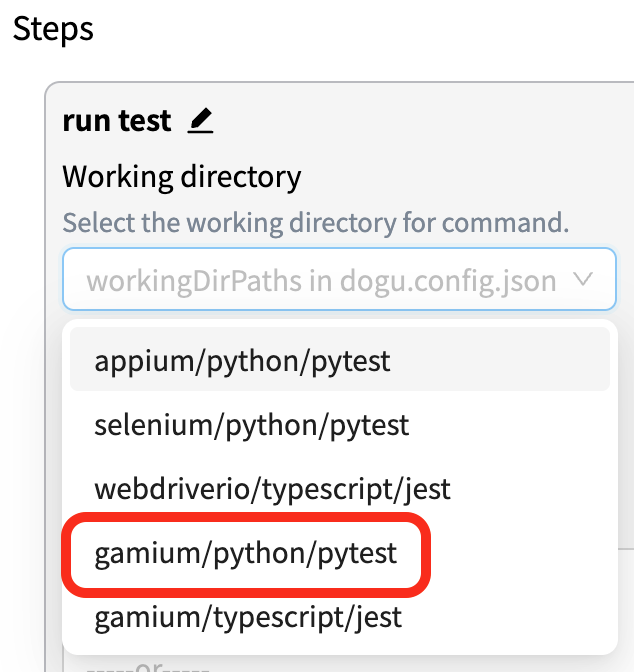 Steps
run test
Working directory
Select the working directory for command.
workingDirPaths in dogu.config.json
appium/python/pytest
selenium/python/pytest
webdriverio/typescript/jest
gamium/python/pytest
gamium/typescript/jest
-----or-----